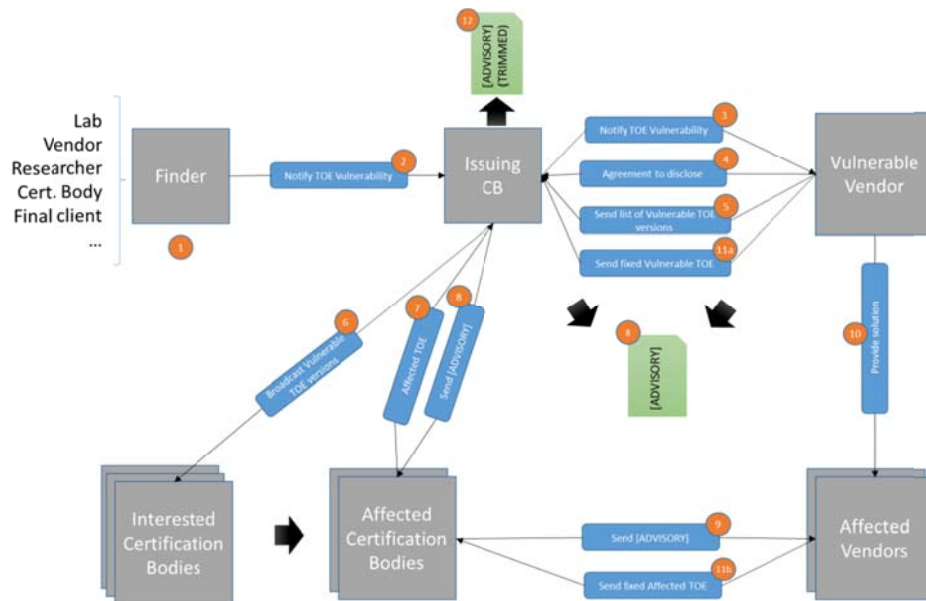 12
[ADVISORY]
(TRIMMED)
Lab
Vendor
Researcher
Cert. Body
Final client
...
Finder
1
Notify TOE Vulnerability
2
Issuing
CB
Notify TOE Vulnerability
3
Agreement to disclose
4
Send list of Vulnerable TOE
versions
5
Send fixed Vulnerable TOE
11a
Vulnerable
Vendor
Broadcast Vulnerable
TOE versions
6
Affected TOE
7
Send [ADVISORY]
8
8
[ADVISORY]
10
Provide solution
Interested
Certification
Bodies
Affected
Certification
Bodies
Send [ADVISORY]
9
Send fixed Affected TOE
11b
Affected
Vendors